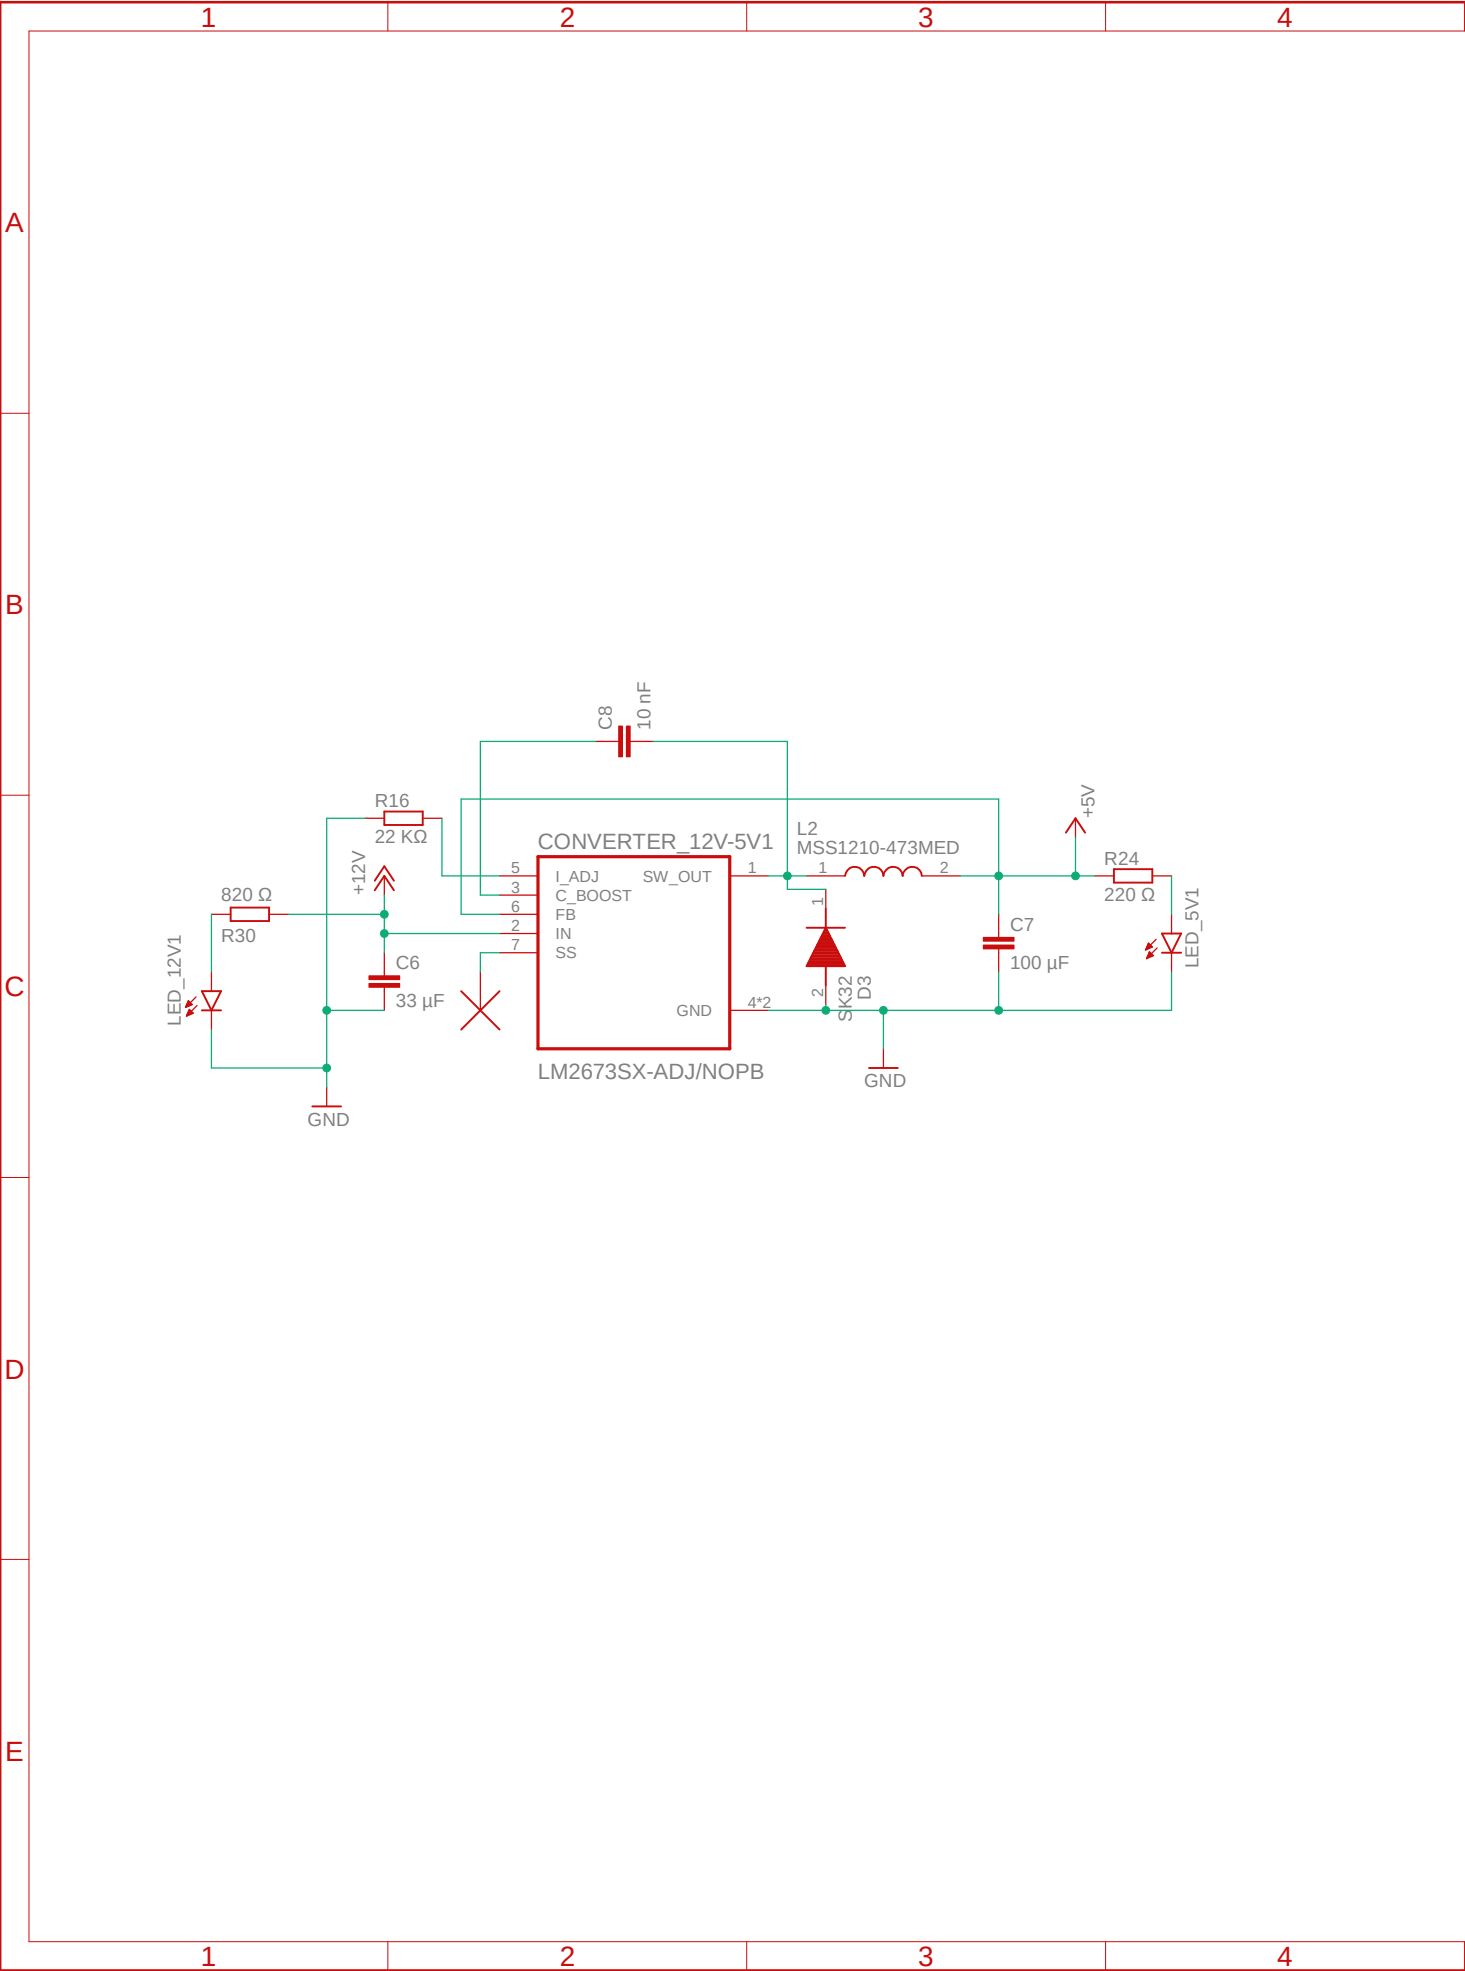 1 2 3 4
A
B
C8
10 nF
R16
22 KΩ
+12V
820 Ω
R30
LED_12V1
C6
33 µF
GND
CONVERTER_12V-5V1
5 I_ADJ
3 C_BOOST
6 FB
2 IN
7 SS
SW_OUT 1
GND 4*2
LM2673SX-ADJ/NOPB
L2
MSS1210-473MED
1 2
1
2
SK32
D3
GND
C7
100 µF
+5V
R24
220 Ω
LED_5V1
C
D
E
1 2 3 4